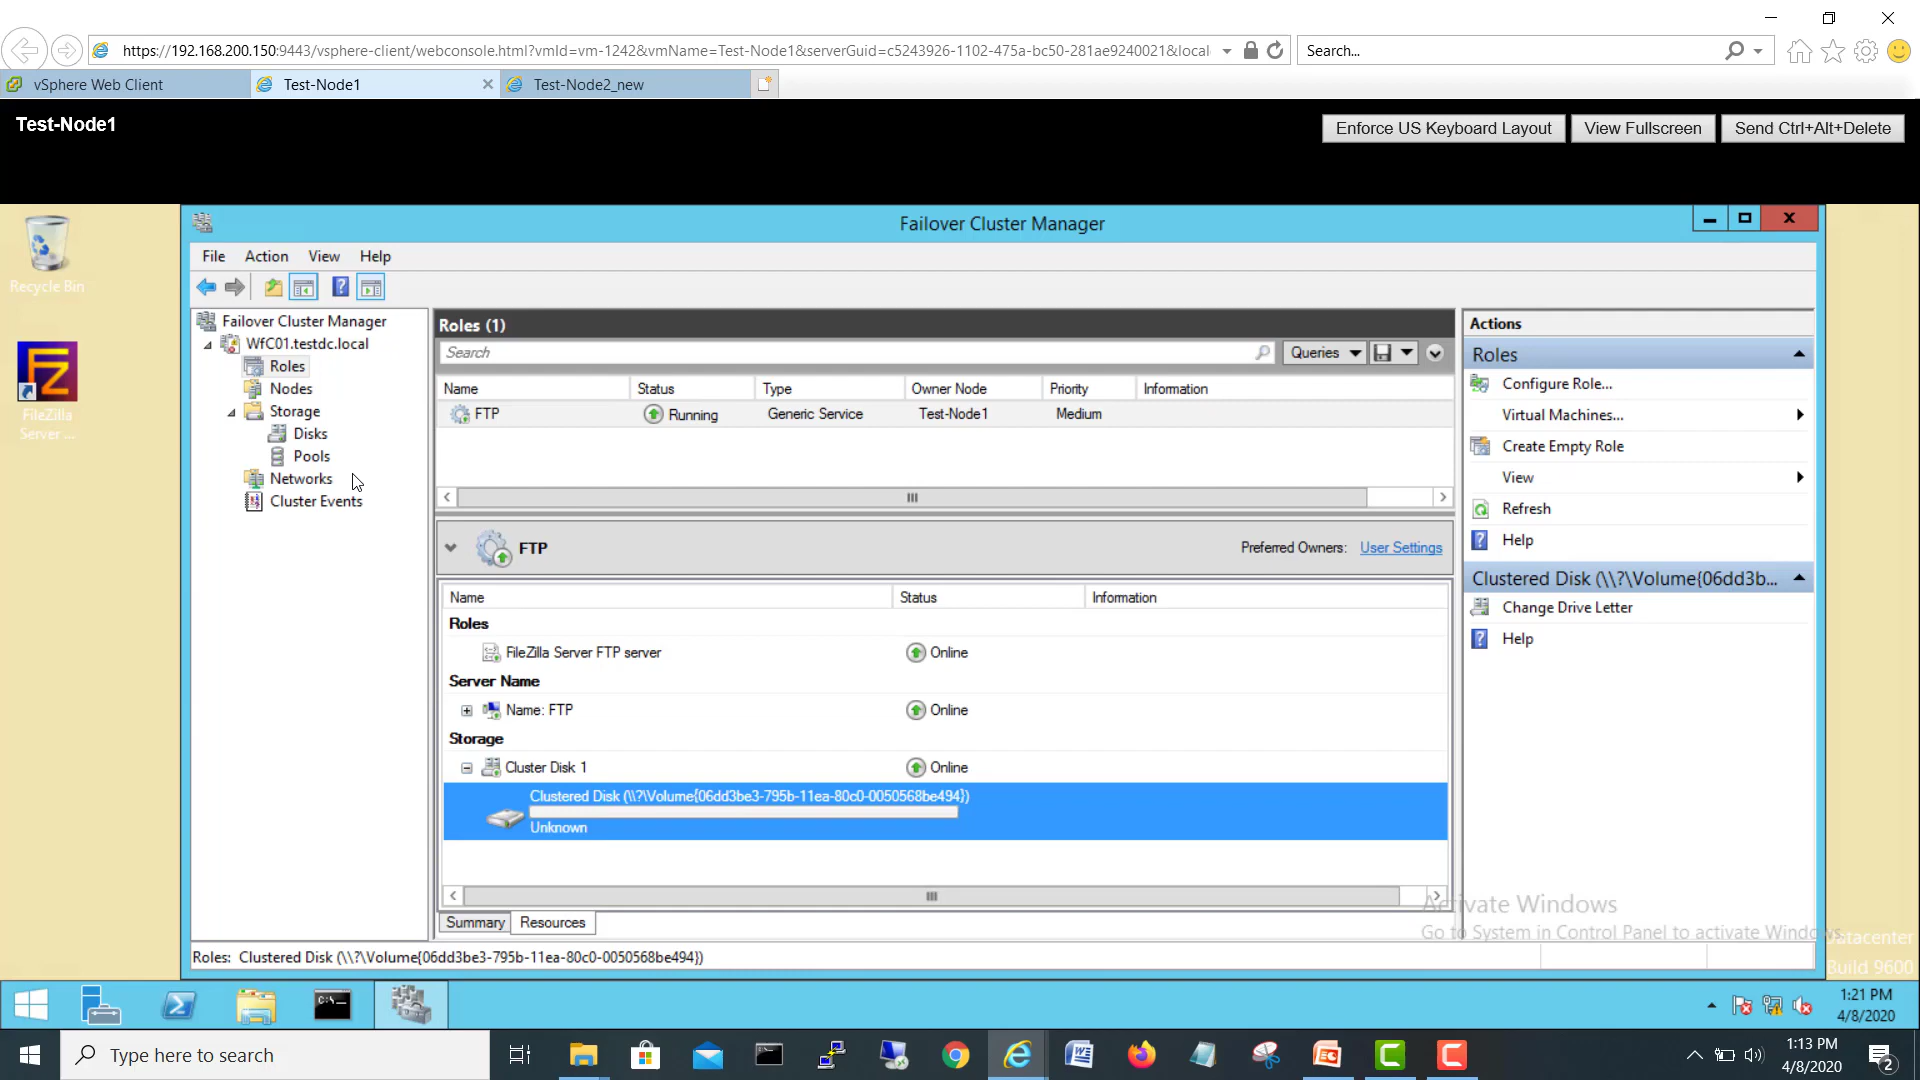 https://192.168.200.150:9443/vsphere-client/webconsole.html?vmId=vm-1242&vmName=Test-Node1&serverGuid=c5243926-1102-475a-bc50-281ae9240021&local
Search...
vSphere Web Client
Test-Node1
Test-Node2_new
Test-Node1
Enforce US Keyboard Layout
View Fullscreen
Send Ctrl+Alt+Delete
Recycle Bin
FileZilla
Server ...
Failover Cluster Manager
File Action View Help
Failover Cluster Manager
WfC01.testdc.local
Roles
Nodes
Storage
Disks
Pools
Networks
Cluster Events
Roles (1)
Search
Queries
Name Status Type Owner Node Priority Information
FTP Running Generic Service Test-Node1 Medium
FTP
Preferred Owners: User Settings
Name Status Information
Roles
FileZilla Server FTP server Online
Server Name
Name: FTP Online
Storage
Cluster Disk 1 Online
Clustered Disk (\\?\Volume{06dd3be3-795b-11ea-80c0-0050568be494})
Unknown
Summary Resources
Actions
Roles
Configure Role...
Virtual Machines...
Create Empty Role
View
Refresh
Help
Clustered Disk (\\?\Volume{06dd3b...
Change Drive Letter
Help
Activate Windows
Go to System in Control Panel to activate Windows.
Datacenter
Build 9600
Roles: Clustered Disk (\\?\Volume{06dd3be3-795b-11ea-80c0-0050568be494})
1:21 PM
4/8/2020
Type here to search
1:13 PM
4/8/2020
2